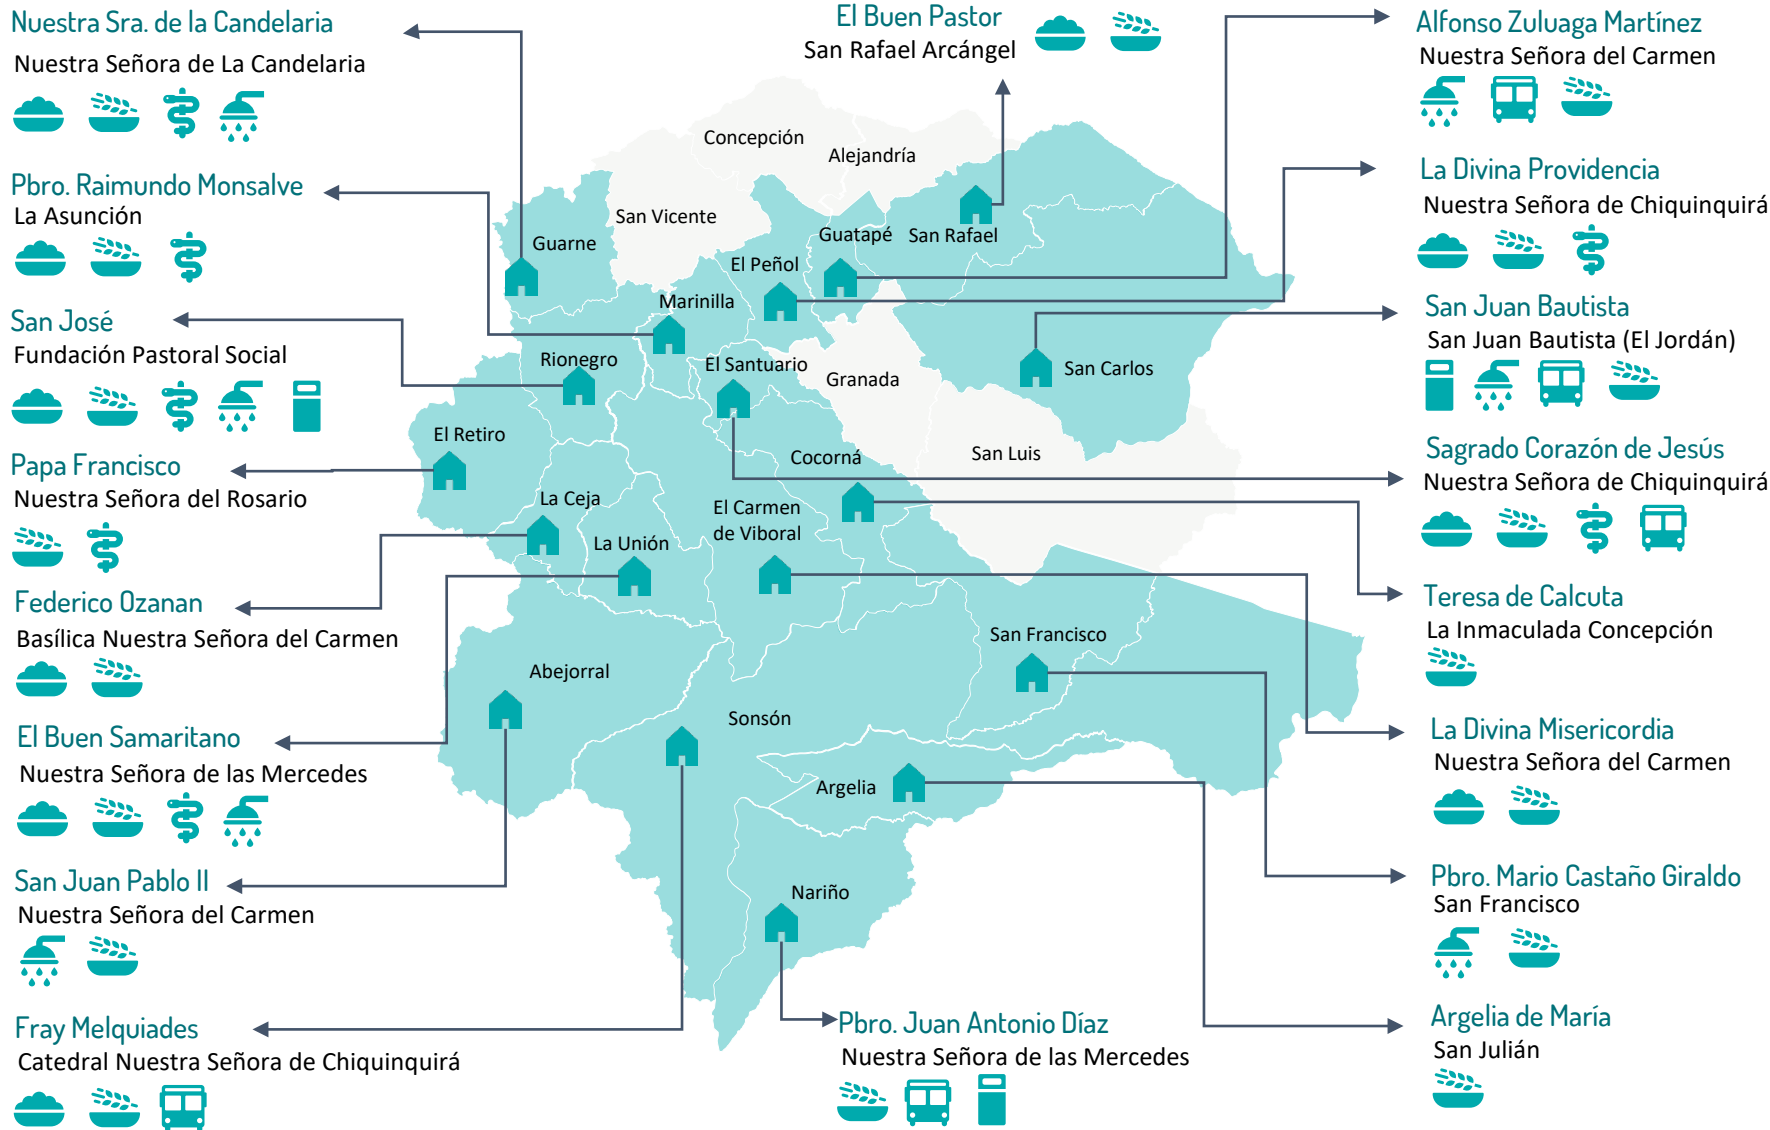 Nuestra Sra. de la Candelaria
Nuestra Señora de La Candelaria
Pbro. Raimundo Monsalve
La Asunción
San José
Fundación Pastoral Social
Papa Francisco
Nuestra Señora del Rosario
Federico Ozanan
Basílica Nuestra Señora del Carmen
El Buen Samaritano
Nuestra Señora de las Mercedes
San Juan Pablo II
Nuestra Señora del Carmen
Fray Melquiades
Catedral Nuestra Señora de Chiquinquirá
El Buen Pastor
San Rafael Arcángel
Concepción
Alejandría
San Vicente
Guarne
Guatapé
San Rafael
El Peñol
Marinilla
Rionegro
El Santuario
Granada
San Carlos
El Retiro
Cocorná
San Luis
La Ceja
El Carmen
de Viboral
La Unión
San Francisco
Abejorral
Sonsón
Argelia
Nariño
Pbro. Juan Antonio Díaz
Nuestra Señora de las Mercedes
Alfonso Zuluaga Martínez
Nuestra Señora del Carmen
La Divina Providencia
Nuestra Señora de Chiquinquirá
San Juan Bautista
San Juan Bautista (El Jordán)
Sagrado Corazón de Jesús
Nuestra Señora de Chiquinquirá
Teresa de Calcuta
La Inmaculada Concepción
La Divina Misericordia
Nuestra Señora del Carmen
Pbro. Mario Castaño Giraldo
San Francisco
Argelia de María
San Julián